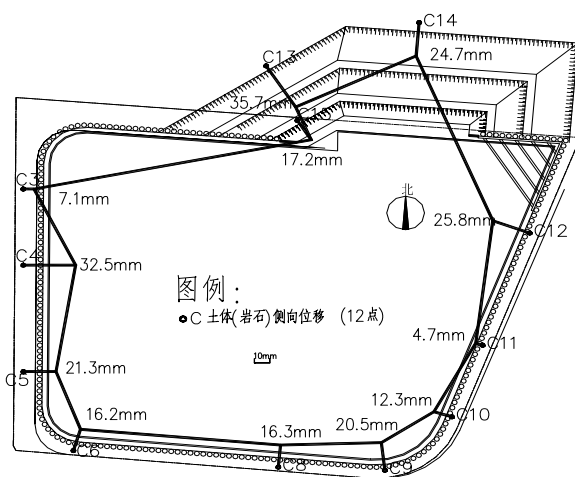 C14
24.7mm
C13
35.7mm
C15
17.2mm
C3
7.1mm
北
25.8mm
C12
C4
32.5mm
图例：
C 土体(岩石)侧向位移 (12点)
10mm
4.7mm
C11
C5
21.3mm
12.3mm
C10
16.2mm
20.5mm
16.3mm
C6
C8
C9